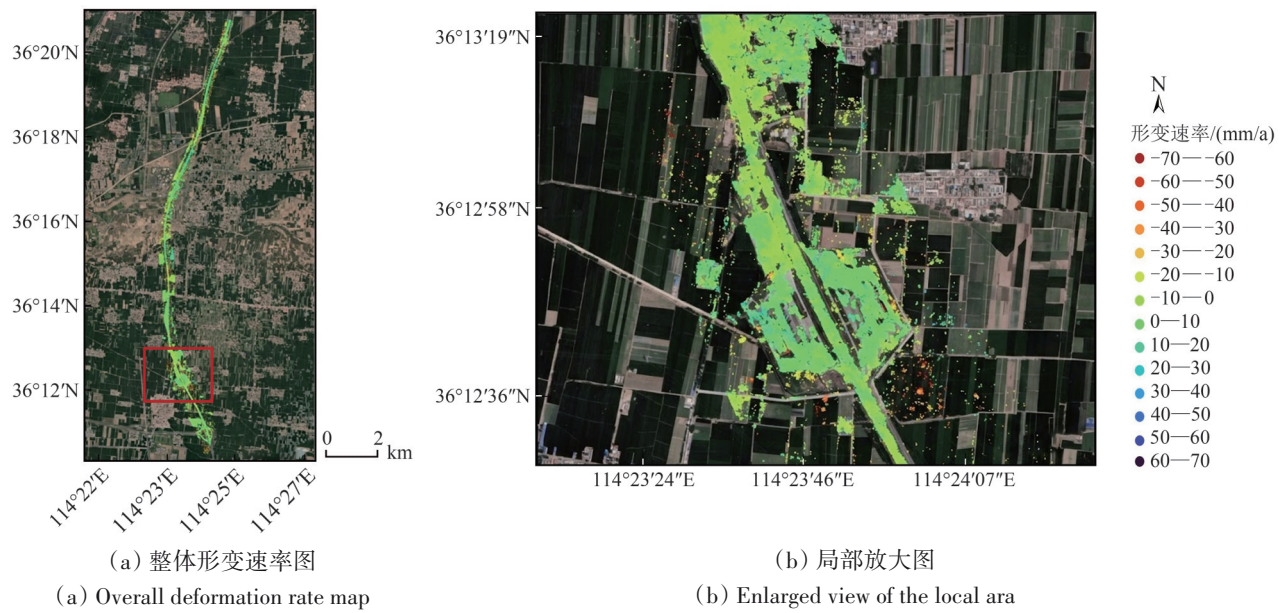 36°20′N
36°18′N
36°16′N
36°14′N
36°12′N
114°22′E
114°23′E
114°25′E
114°27′E
0 2
km
(a) 整体形变速率图
(a) Overall deformation rate map
36°13′19″N
36°12′58″N
36°12′36″N
114°23′24″E
114°23′46″E
114°24′07″E
(b) 局部放大图
(b) Enlarged view of the local ara
N
形变速率/(mm/a)
-70—-60
-60—-50
-50—-40
-40—-30
-30—-20
-20—-10
-10—0
0—10
10—20
20—30
30—40
40—50
50—60
60—70